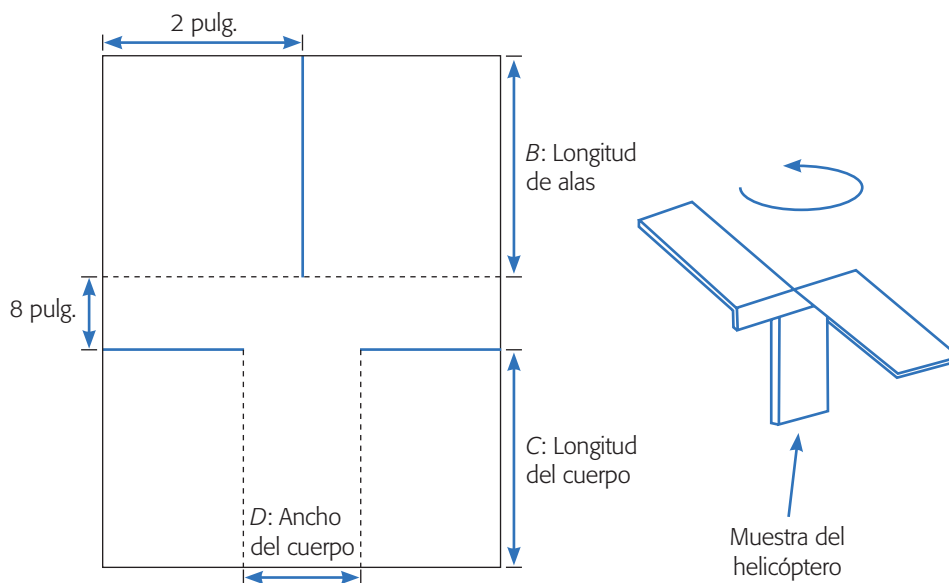 2 pulg.
B: Longitud
de alas
8 pulg.
C: Longitud
del cuerpo
D: Ancho
del cuerpo
Muestra del
helicóptero